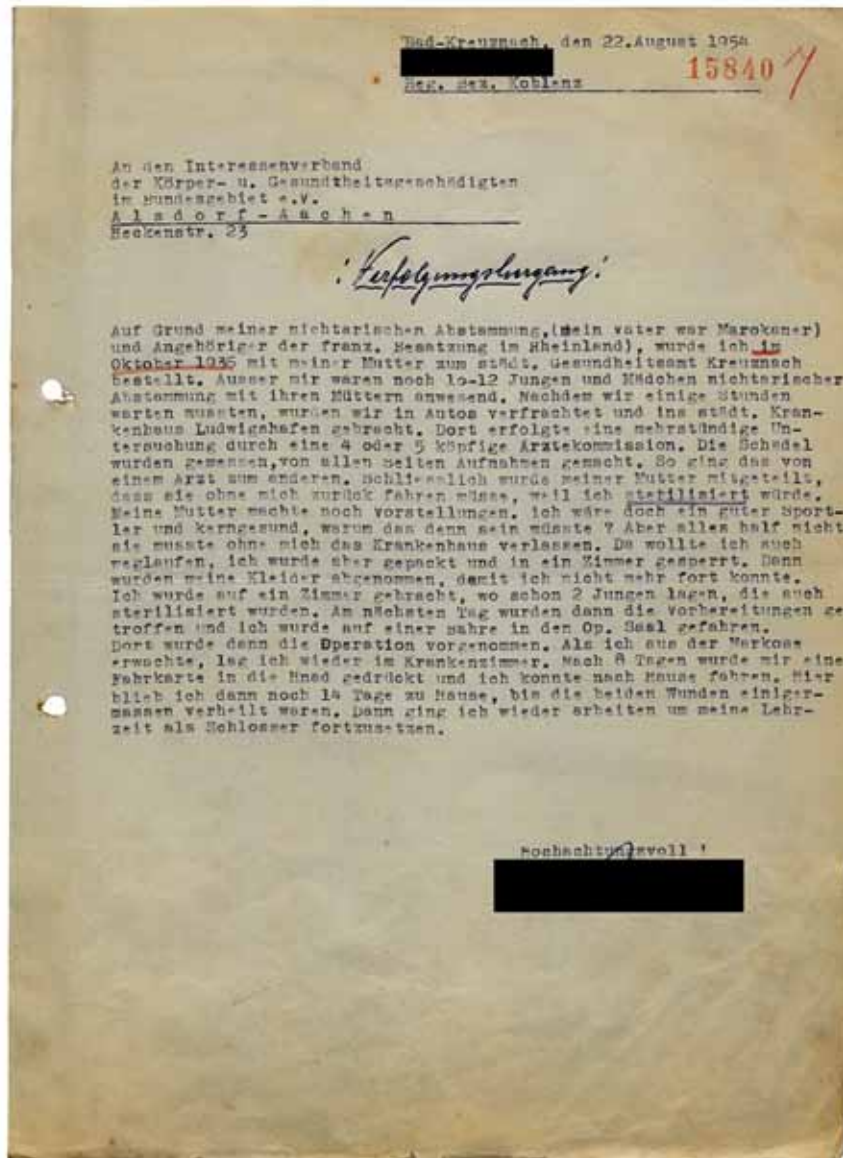 Bad-Kreuznach, den 22.August 1954
15840
Reg. Bez. Koblenz
An den Interessenverband
der Körper- u. Gesundtheitsgeschädigten
im Bundesgebiet e.V.
A l s d o r f - A a c h e n
Heckenstr. 23
! Verfolgungshergang !
Auf Grund meiner nichtarischen Abstammung,(mein vater war Marokaner)
und Angehöriger der franz. Besatzung im Rheinland), wurde ich im
Oktober 1936 mit meiner Mutter zum städt. Gesundheitsamt Kreuznach
bestellt. Ausser mir waren noch 10-12 Jungen und Mädchen nichtarischer
Abstammung mit ihren Müttern anwesend. Nachdem wir einige Stunden
warten mussten, wurden wir in Autos verfrachtet und ins städt. Kran-
kenhaus Ludwigshafen gebracht. Dort erfolgte eine mehrstündige Un-
tersuchung durch eine 4 oder 5 köpfige Arztekommission. Die Schädel
wurden gemessen,von allen Seiten Aufnahmen gemacht. So ging das von
einem Arzt zum anderen. Schliesslich wurde meiner Mutter mitgeteilt,
dass sie ohne mich zurück fahren müsse, weil ich sterilisiert würde.
Meine Mutter machte noch vorstellungen. ich wäre doch ein guter Sport-
ler und kerngesund, warum das denn sein müsste ? Aber alles half nicht
sie musste ohne mich das Krankenhaus verlassen. Da wollte ich auch
weglaufen, ich wurde aber gepackt und in ein Zimmer gesperrt. Dann
wurden meine Kleider abgenommen, damit ich nicht mehr fort konnte.
Ich wurde auf ein Zimmer gebracht, wo schon 2 Jungen lagen, die auch
sterilisiert wurden. Am nächsten Tag wurden dann die vorbereitungen ge
troffen und ich wurde auf einer Bahre in den Op. Saal gefahren.
Dort wurde dann die Operation vorgenommen. Als ich aus der Narkose
erwachte, lag ich wieder im Krankenzimmer. Nach 8 Tagen wurde mir eine
Fahrkarte in die Hnad gedrückt und ich konnte nach Hause fahren. Hier
blieb ich dann noch 14 Tage zu Hause, bis die beiden Wunden einiger-
massen verheilt waren. Dann ging ich wieder arbeiten um meine Lehr-
zeit als Schlosser fortzusetzen.
Hochachtungsvoll !